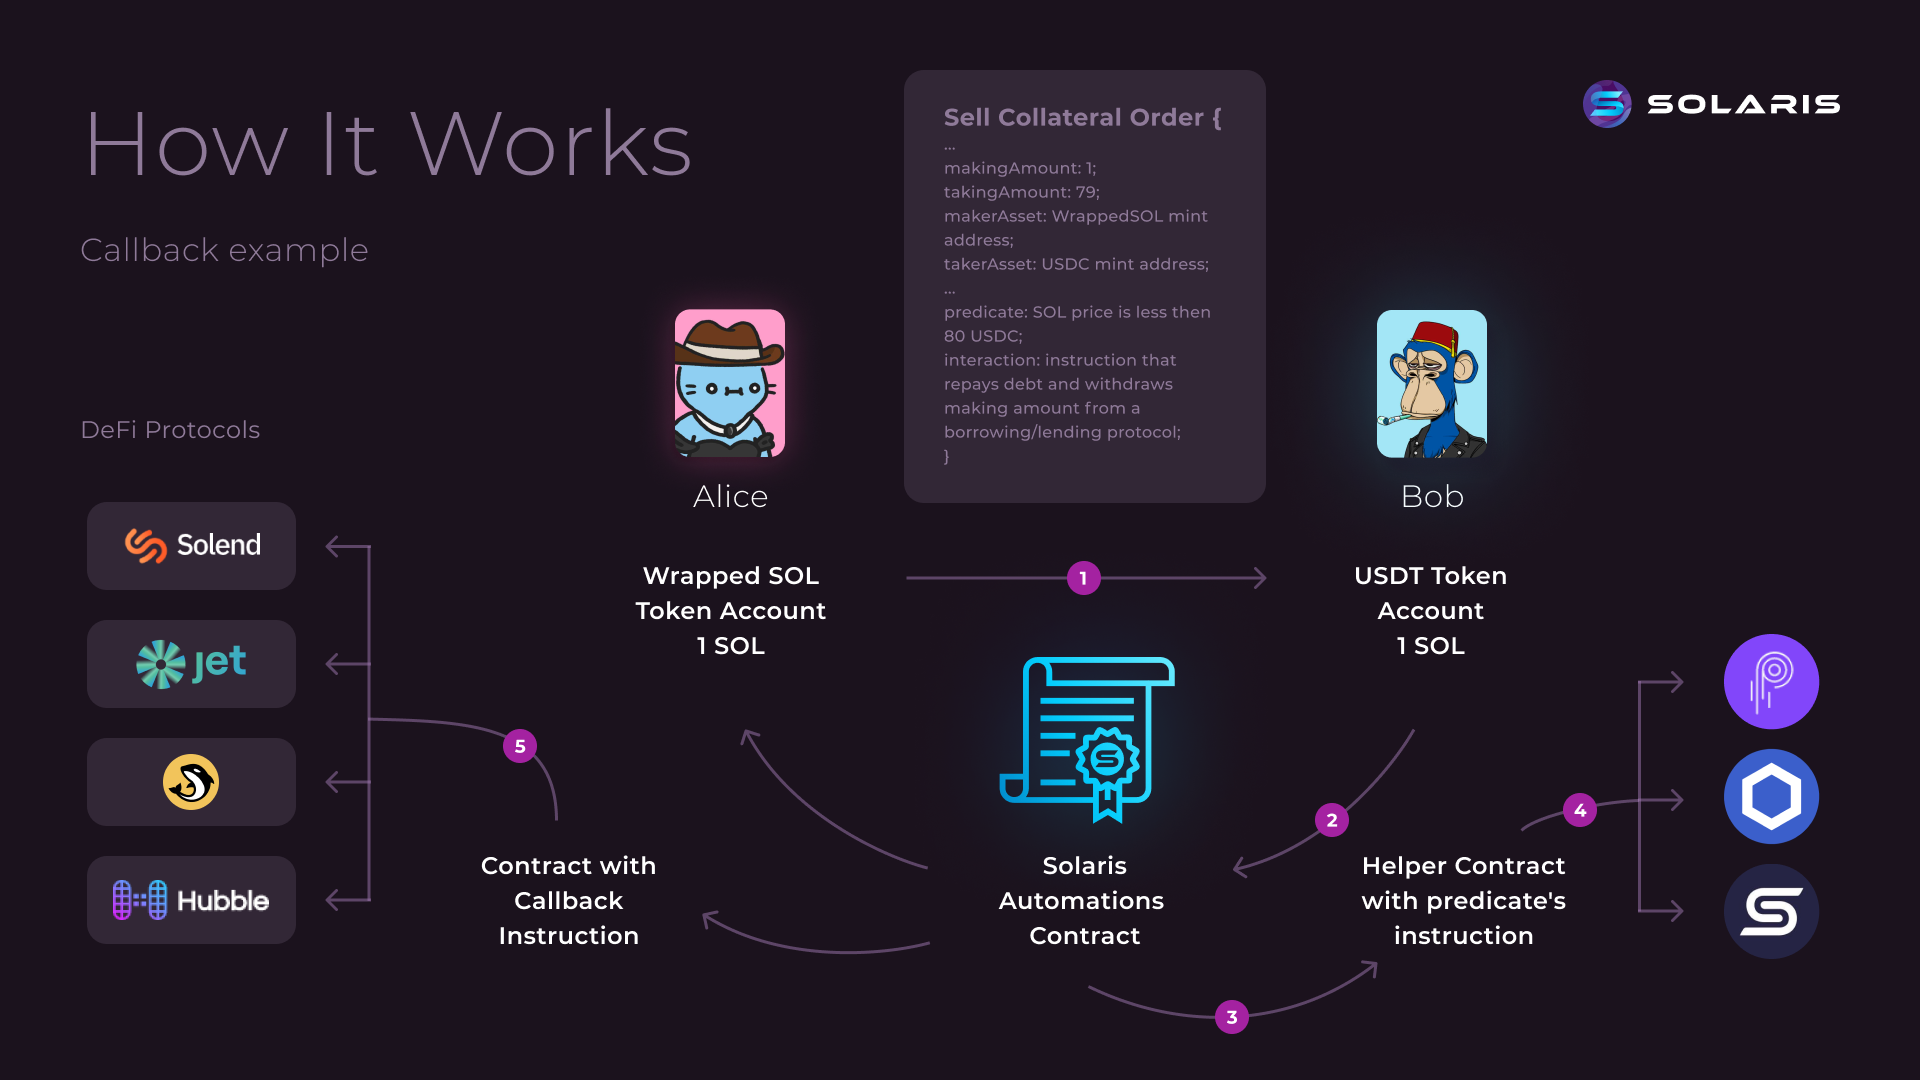 How It Works
Callback example
SOLARIS
Sell Collateral Order {
...
makingAmount: 1;
takingAmount: 79;
makerAsset: WrappedSOL mint
address;
takerAsset: USDC mint address;
...
predicate: SOL price is less then
80 USDC;
interaction: instruction that
repays debt and withdraws
making amount from a
borrowing/lending protocol;
}
Alice
Bob
DeFi Protocols
Solend
jet
Hubble
Wrapped SOL
Token Account
1 SOL
1
USDT Token
Account
1 SOL
5
2
4
Contract with
Callback
Instruction
Solaris
Automations
Contract
Helper Contract
with predicate's
instruction
3